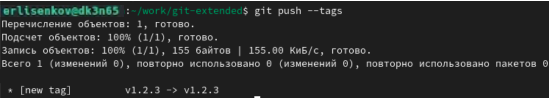 erlisenkov@dk3n65:~/work/git-extended$ git push --tags
Перечисление объектов: 1, готово.
Подсчет объектов: 100% (1/1), готово.
Запись объектов: 100% (1/1), 155 байтов | 155.00 КиБ/с, готово.
Всего 1 (изменений 0), повторно использовано 0 (изменений 0), повторно использовано пакетов 0
* [new tag] v1.2.3 -> v1.2.3